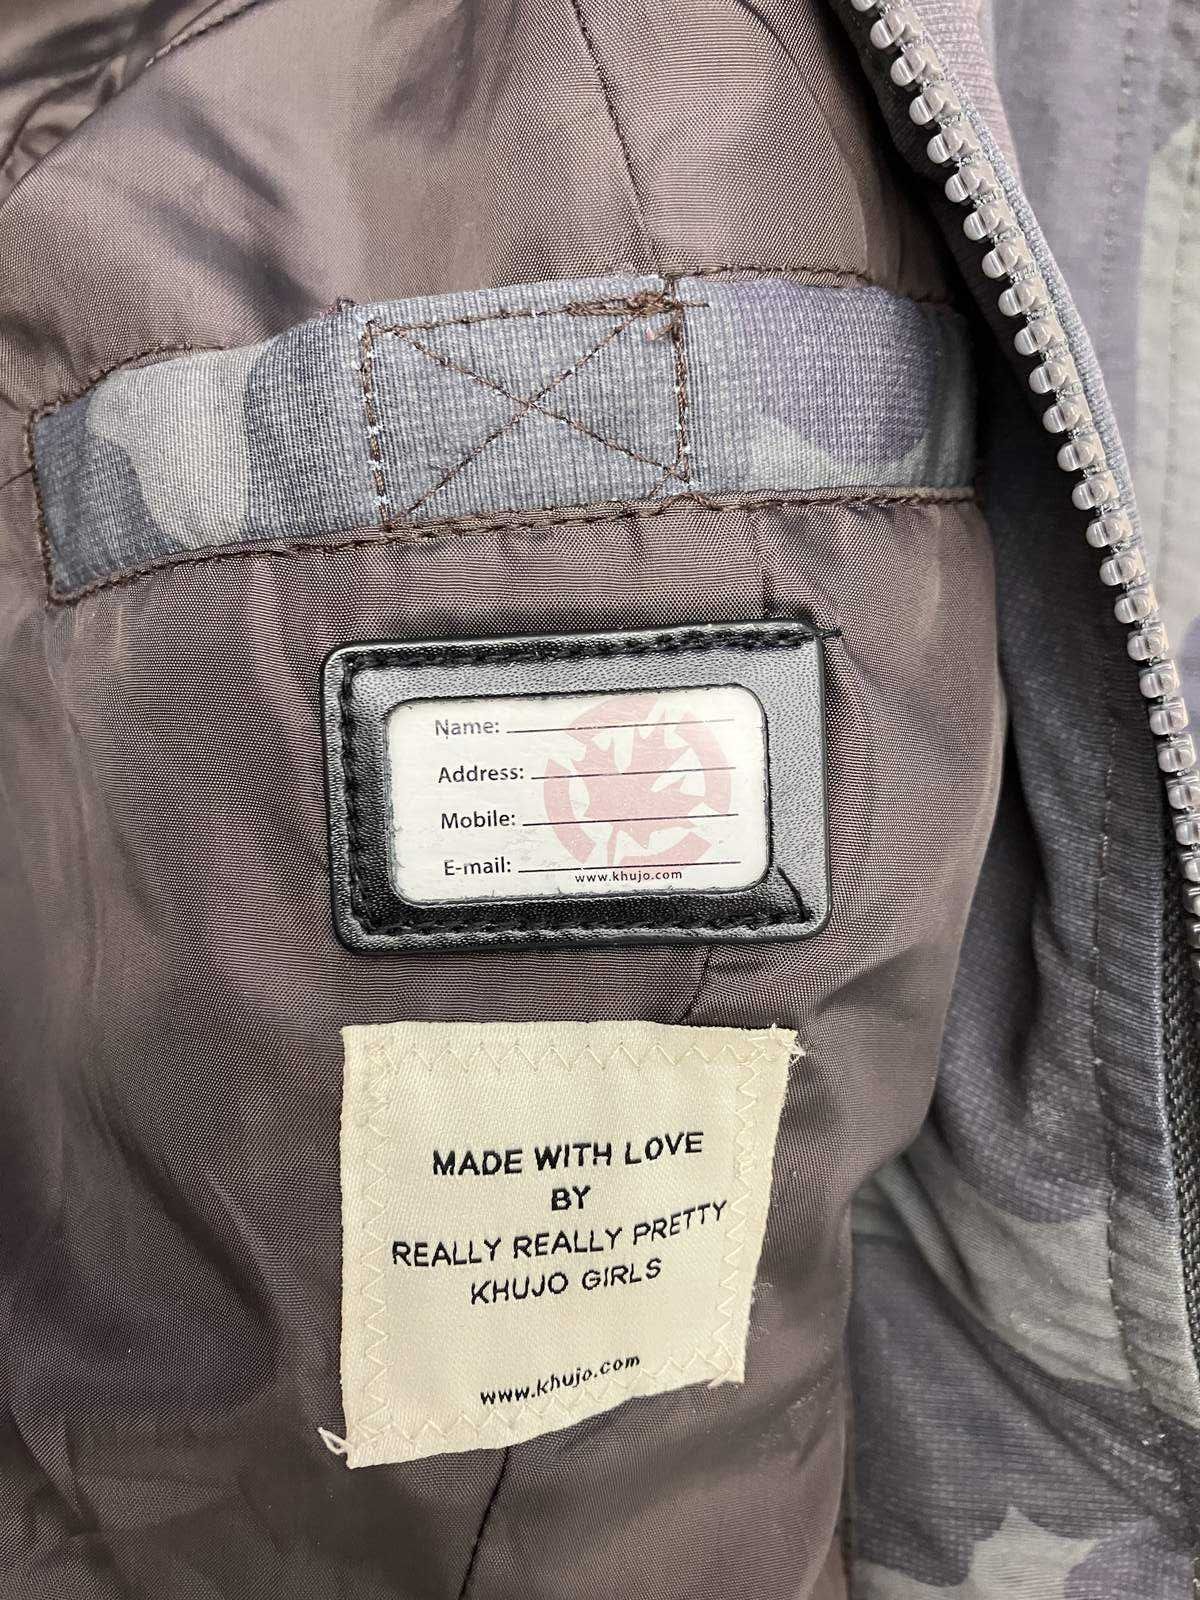 Name:
Address:
Mobile:
E-mail:
www.khujo.com
MADE WITH LOVE
BY
REALLY REALLY PRETTY
KHUJO GIRLS
www.khujo.com